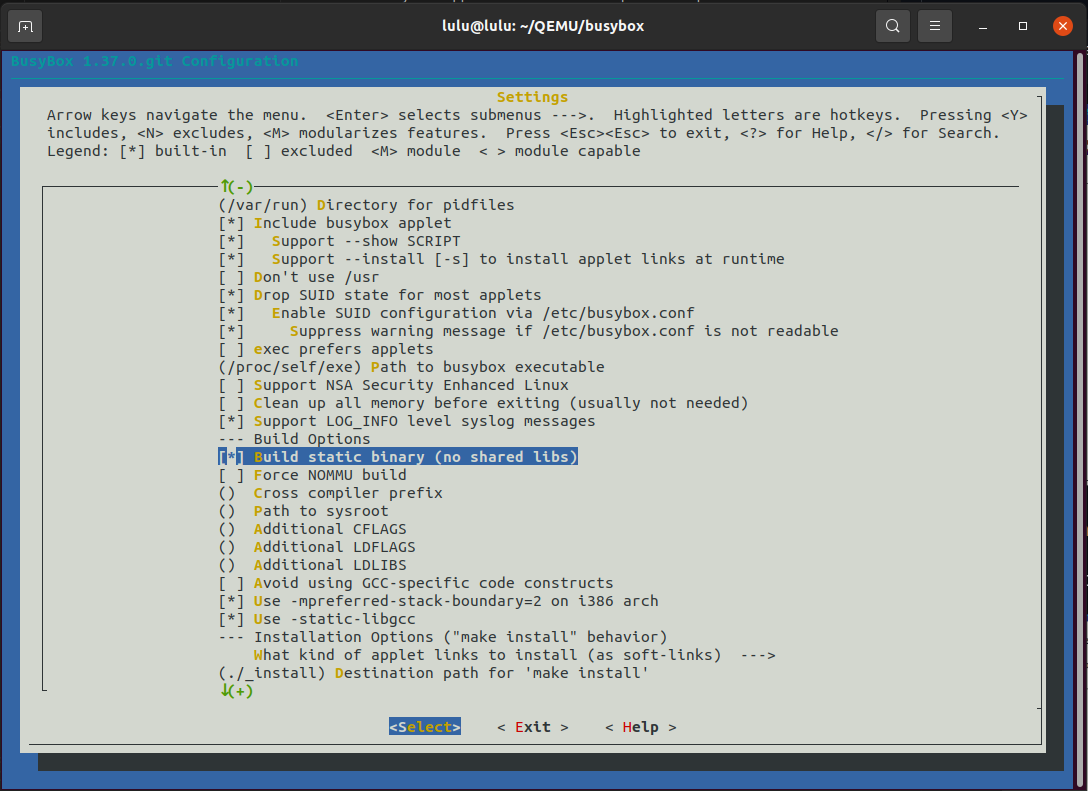 lulu@lulu: ~/QEMU/busybox
BusyBox 1.37.0.git Configuration
Settings
Arrow keys navigate the menu.  <Enter> selects submenus --->.  Highlighted letters are hotkeys.  Pressing <Y>
includes, <N> excludes, <M> modularizes features.  Press <Esc><Esc> to exit, <?> for Help, </> for Search.
Legend: [*] built-in  [ ] excluded  <M> module  < > module capable
↑(-)
(/var/run) Directory for pidfiles
[*] Include busybox applet
[*]   Support --show SCRIPT
[*]   Support --install [-s] to install applet links at runtime
[ ] Don't use /usr
[*] Drop SUID state for most applets
[*]   Enable SUID configuration via /etc/busybox.conf
[*]     Suppress warning message if /etc/busybox.conf is not readable
[ ] exec prefers applets
(/proc/self/exe) Path to busybox executable
[ ] Support NSA Security Enhanced Linux
[ ] Clean up all memory before exiting (usually not needed)
[*] Support LOG_INFO level syslog messages
--- Build Options
[*] Build static binary (no shared libs)
[ ] Force NOMMU build
()  Cross compiler prefix
()  Path to sysroot
()  Additional CFLAGS
()  Additional LDFLAGS
()  Additional LDLIBS
[ ] Avoid using GCC-specific code constructs
[*] Use -mpreferred-stack-boundary=2 on i386 arch
[*] Use -static-libgcc
--- Installation Options ("make install" behavior)
    What kind of applet links to install (as soft-links)  --->
(./_install) Destination path for 'make install'
↓(+)
<Select>    < Exit >    < Help >